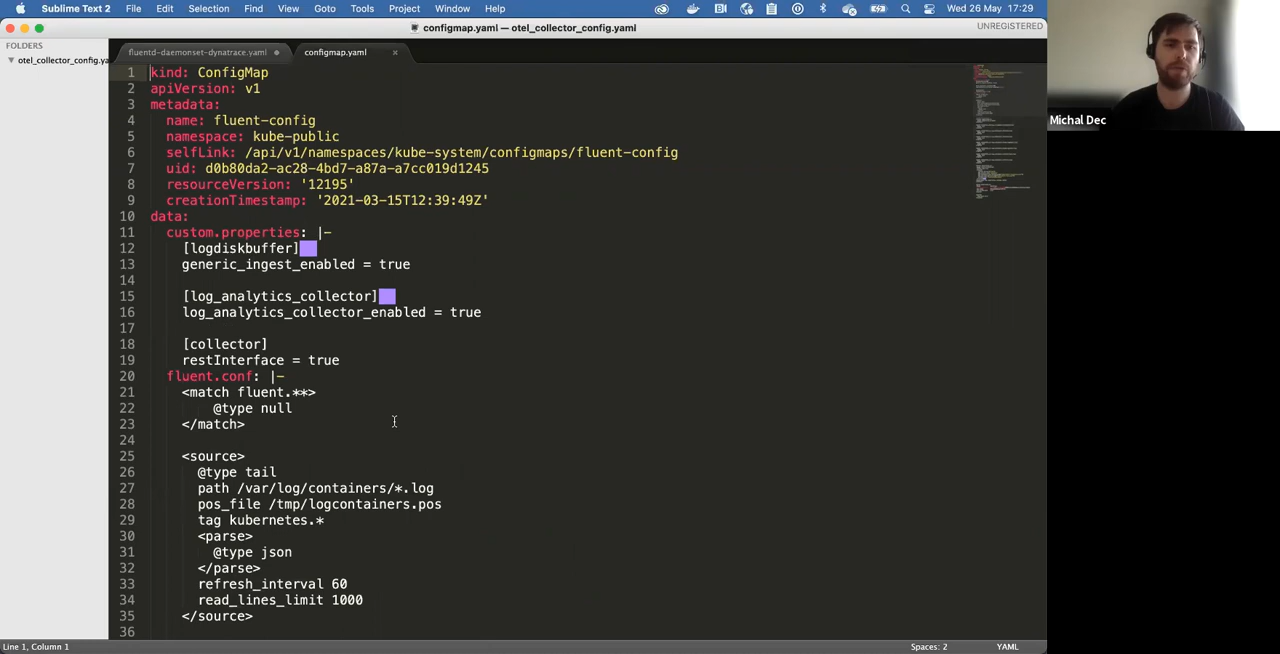 Sublime Text 2 File Edit Selection Find View Goto Tools Project Window Help Wed 26 May 17:29
configmap.yaml — otel_collector_config.yaml UNREGISTERED
FOLDERS
otel_collector_config.ya
fluentd-daemonset-dynatrace.yaml configmap.yaml
1 kind: ConfigMap
2 apiVersion: v1
3 metadata:
4 name: fluent-config
5 namespace: kube-public
6 selfLink: /api/v1/namespaces/kube-system/configmaps/fluent-config
7 uid: d0b80da2-ac28-4bd7-a87a-a7cc019d1245
8 resourceVersion: '12195'
9 creationTimestamp: '2021-03-15T12:39:49Z'
10 data:
11 custom.properties: |-
12 [logdiskbuffer]
13 generic_ingest_enabled = true
14
15 [log_analytics_collector]
16 log_analytics_collector_enabled = true
17
18 [collector]
19 restInterface = true
20 fluent.conf: |-
21 <match fluent.**>
22 @type null
23 </match>
24
25 <source>
26 @type tail
27 path /var/log/containers/*.log
28 pos_file /tmp/logcontainers.pos
29 tag kubernetes.*
30 <parse>
31 @type json
32 </parse>
33 refresh_interval 60
34 read_lines_limit 1000
35 </source>
36
Line 1, Column 1 Spaces: 2 YAML
Michal Dec